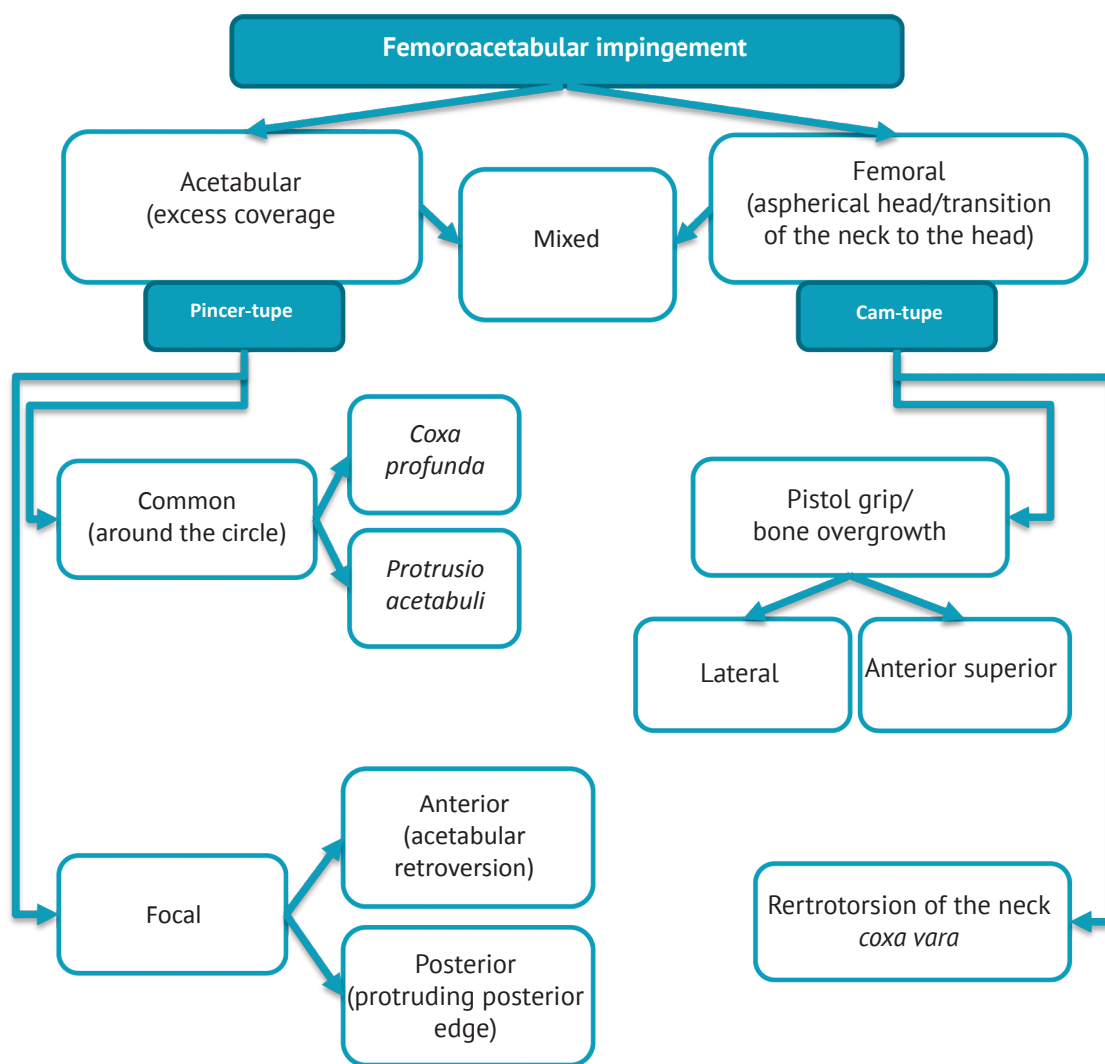 Femoroacetabular impingement
Acetabular
(excess coverage
Mixed
Femoral
(aspherical head/transition
of the neck to the head)
Pincer-tupe
Cam-tupe
Common
(around the circle)
Coxa
profunda
Protrusio
acetabuli
Pistol grip/
bone overgrowth
Lateral
Anterior superior
Focal
Anterior
(acetabular
retroversion)
Posterior
(protruding posterior
edge)
Rertrotorsion of the neck
coxa vara